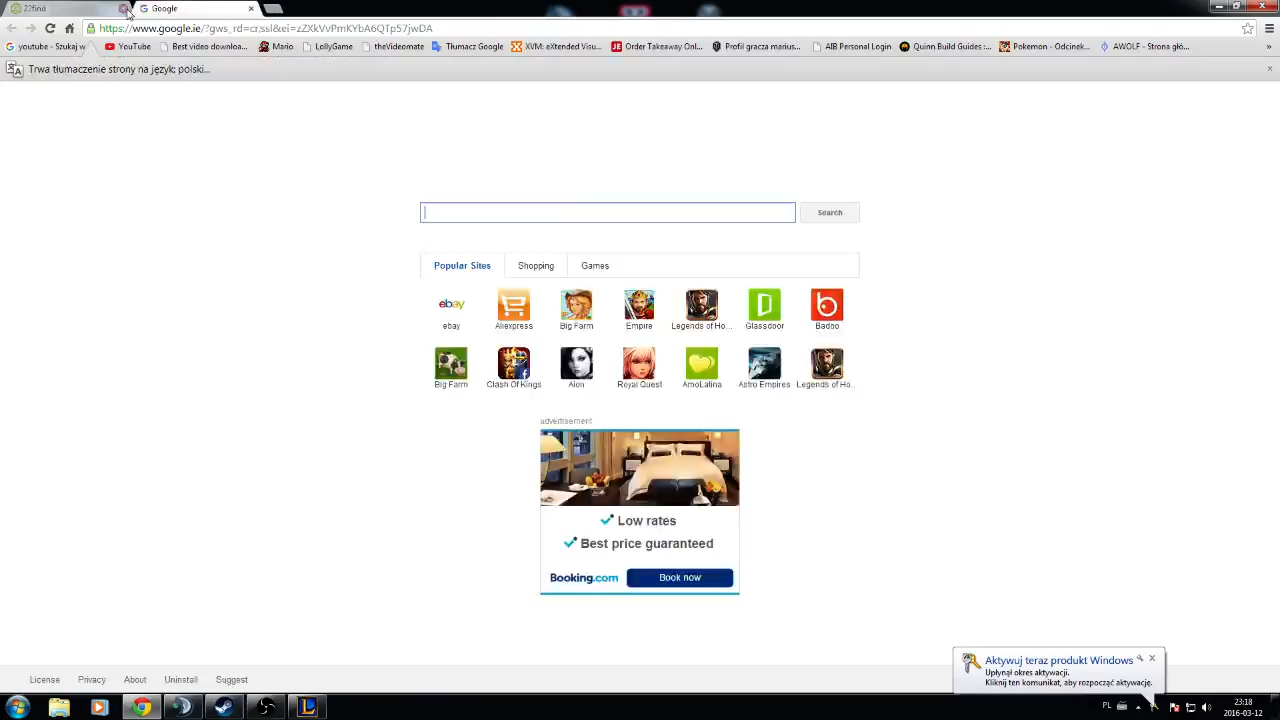 22find
Google
https://www.google.ie/?gws_rd=cr,ssl&ei=zZXkVvPmKYbA6QTp57jwDA
youtube - Szukaj w
YouTube
Best video downloa...
Mario
LollyGame
theVideomate
Tłumacz Google
XVM: eXtended Visu...
Order Takeaway Onl...
Profil gracza marius...
AIB Personal Login
Quinn Build Guides :...
Pokemon - Odcinek...
AWOLF - Strona głó...
Trwa tłumaczenie strony na język: polski...
Search
Popular Sites
Shopping
Games
ebay
ebay
Aliexpress
Big Farm
Empire
Legends of Ho...
Glassdoor
Badoo
Big Farm
Clash Of Kings
Aion
Royal Quest
AmoLatina
Astro Empires
Legends of Ho...
advertisement
Low rates
Best price guaranteed
Booking.com
Book now
License
Privacy
About
Uninstall
Suggest
Aktywuj teraz produkt Windows
Upłynął okres aktywacji.
Kliknij ten komunikat, aby rozpocząć aktywację.
PL
23:18
2016-03-12